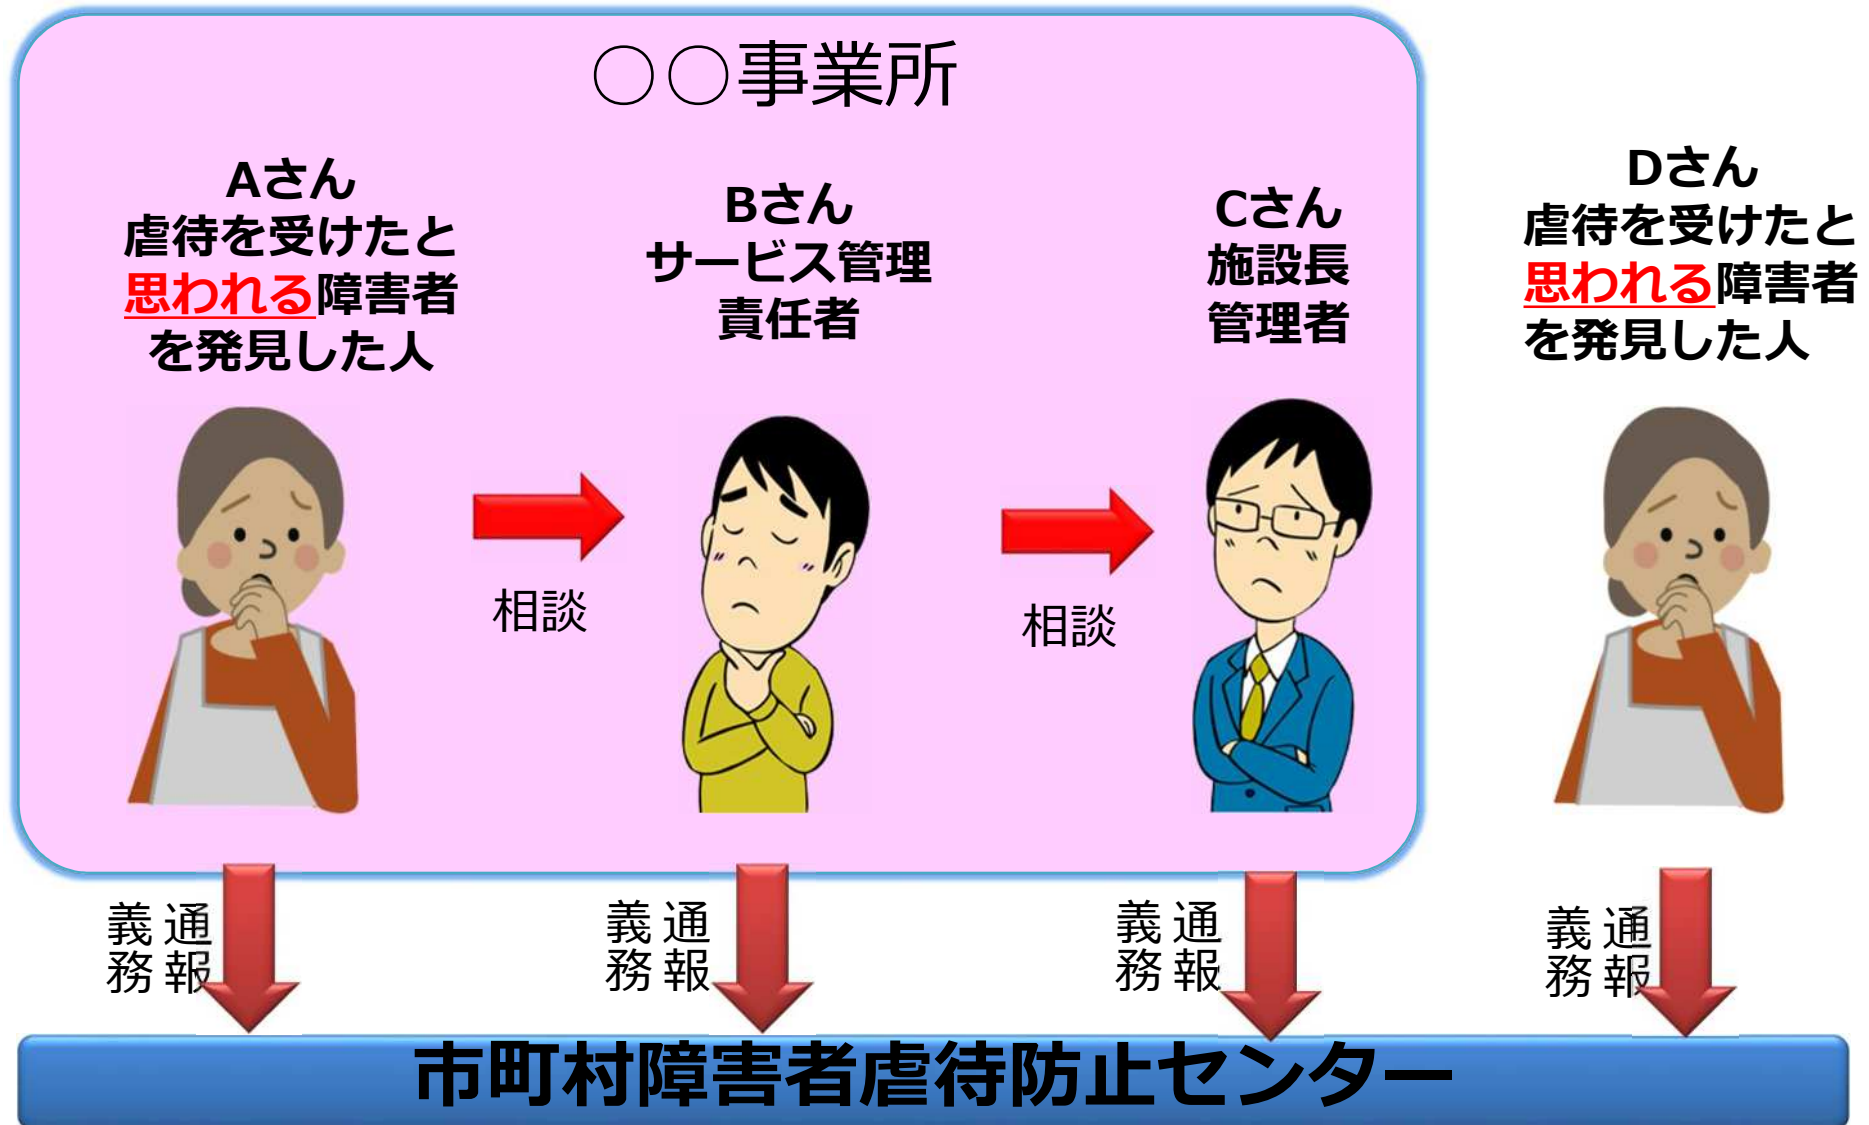 ○○事業所
Aさん
虐待を受けたと
思われる障害者
を発見した人
Bさん
サービス管理
責任者
Cさん
施設長
管理者
Dさん
虐待を受けたと
思われる障害者
を発見した人
相談
相談
通報
義務
通報
義務
通報
義務
通報
義務
市町村障害者虐待防止センター